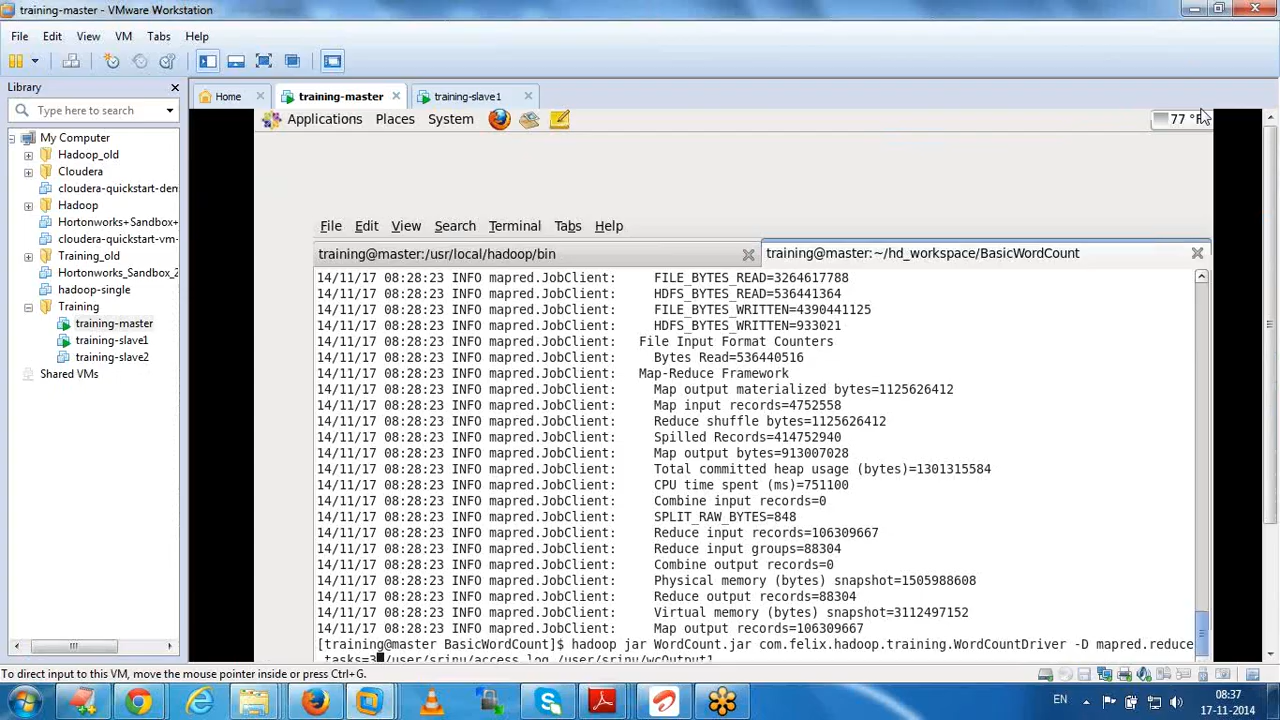 training-master - VMware Workstation
File Edit View VM Tabs Help
Library
Type here to search
Home
training-master
training-slave1
My Computer
Hadoop_old
Cloudera
cloudera-quickstart-den
Hadoop
Hortonworks+Sandbox+
cloudera-quickstart-vm-
Training_old
Hortonworks_Sandbox_2
hadoop-single
Training
training-master
training-slave1
training-slave2
Shared VMs
Applications Places System
77 °F
File Edit View Search Terminal Tabs Help
training@master:/usr/local/hadoop/bin
training@master:~/hd_workspace/BasicWordCount
14/11/17 08:28:23 INFO mapred.JobClient: FILE_BYTES_READ=3264617788
14/11/17 08:28:23 INFO mapred.JobClient: HDFS_BYTES_READ=536441364
14/11/17 08:28:23 INFO mapred.JobClient: FILE_BYTES_WRITTEN=4390441125
14/11/17 08:28:23 INFO mapred.JobClient: HDFS_BYTES_WRITTEN=933021
14/11/17 08:28:23 INFO mapred.JobClient: File Input Format Counters
14/11/17 08:28:23 INFO mapred.JobClient: Bytes Read=536440516
14/11/17 08:28:23 INFO mapred.JobClient: Map-Reduce Framework
14/11/17 08:28:23 INFO mapred.JobClient: Map output materialized bytes=1125626412
14/11/17 08:28:23 INFO mapred.JobClient: Map input records=4752558
14/11/17 08:28:23 INFO mapred.JobClient: Reduce shuffle bytes=1125626412
14/11/17 08:28:23 INFO mapred.JobClient: Spilled Records=414752940
14/11/17 08:28:23 INFO mapred.JobClient: Map output bytes=913007028
14/11/17 08:28:23 INFO mapred.JobClient: Total committed heap usage (bytes)=1301315584
14/11/17 08:28:23 INFO mapred.JobClient: CPU time spent (ms)=751100
14/11/17 08:28:23 INFO mapred.JobClient: Combine input records=0
14/11/17 08:28:23 INFO mapred.JobClient: SPLIT_RAW_BYTES=848
14/11/17 08:28:23 INFO mapred.JobClient: Reduce input records=106309667
14/11/17 08:28:23 INFO mapred.JobClient: Reduce input groups=88304
14/11/17 08:28:23 INFO mapred.JobClient: Combine output records=0
14/11/17 08:28:23 INFO mapred.JobClient: Physical memory (bytes) snapshot=1505988608
14/11/17 08:28:23 INFO mapred.JobClient: Reduce output records=88304
14/11/17 08:28:23 INFO mapred.JobClient: Virtual memory (bytes) snapshot=3112497152
14/11/17 08:28:23 INFO mapred.JobClient: Map output records=106309667
[training@master BasicWordCount]$ hadoop jar WordCount.jar com.felix.hadoop.training.WordCountDriver -D mapred.reduce
.tasks=3 /user/srinu/access_log /user/srinu/wcOutput1
To direct input to this VM, move the mouse pointer inside or press Ctrl+G.
EN
08:37
17-11-2014